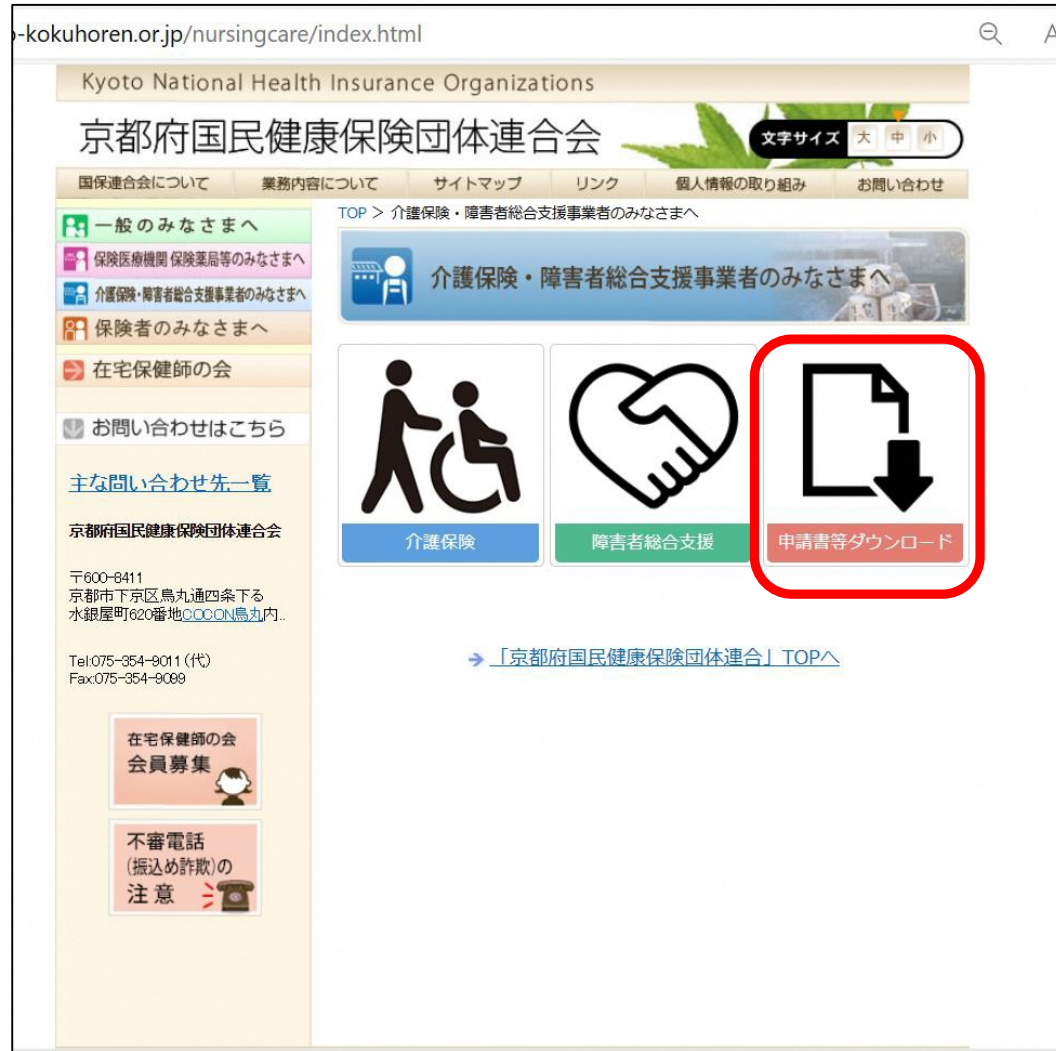 o-kokuhoren.or.jp/nursingcare/index.html
Kyoto National Health Insurance Organizations
京都府国民健康保険団体連合会
文字サイズ 大 中 小
国保連合会について 業務内容について サイトマップ リンク 個人情報の取り組み お問い合わせ
一般のみなさまへ
保険医療機関 保険薬局等のみなさまへ
介護保険・障害者総合支援事業者のみなさまへ
保険者のみなさまへ
在宅保健師の会
お問い合わせはこちら
主な問い合わせ先一覧
京都府国民健康保険団体連合会
〒600-8411
京都市下京区烏丸通四条下る
水銀屋町620番地COCON烏丸内..
Tel:075-354-9011(代)
Fax:075-354-9099
在宅保健師の会
会員募集
不審電話
(振込め詐欺)の
注意
TOP > 介護保険・障害者総合支援事業者のみなさまへ
介護保険・障害者総合支援事業者のみなさまへ
介護保険
障害者総合支援
申請書等ダウンロード
「京都府国民健康保険団体連合」TOPへ